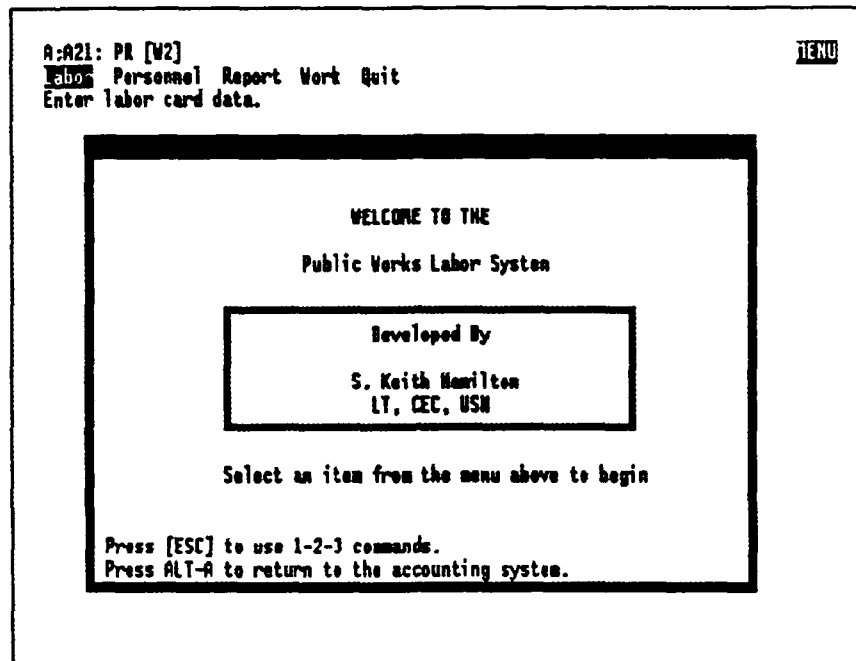 A:A21: PR [W2] MENU
Labor Personnel Report Work Quit
Enter labor card data.
WELCOME TO THE
Public Works Labor System
Developed By
S. Keith Hamilton
LT, CEC, USN
Select an item from the menu above to begin
Press [ESC] to use 1-2-3 commands.
Press ALT-A to return to the accounting system.